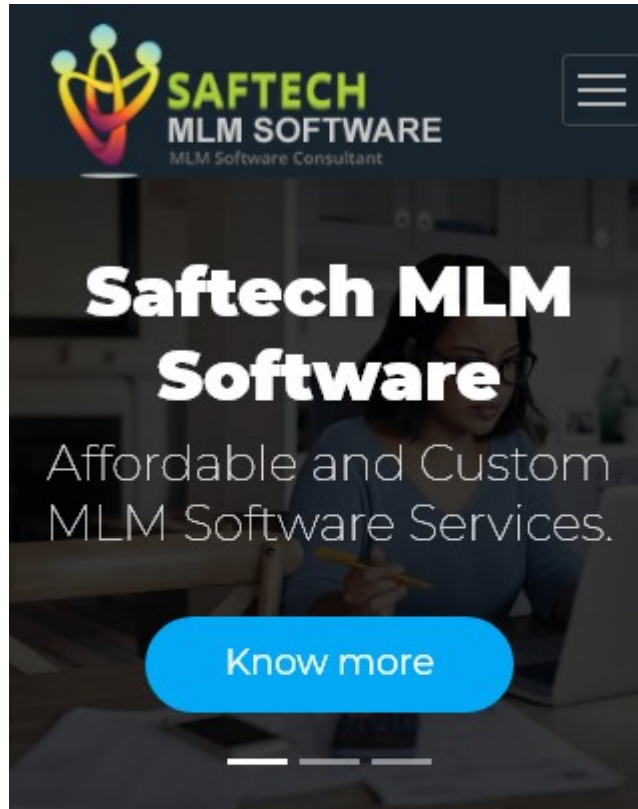 SAFTECH
MLM SOFTWARE
MLM Software Consultant
Saftech MLM
Software
Affordable and Custom
MLM Software Services.
Know more